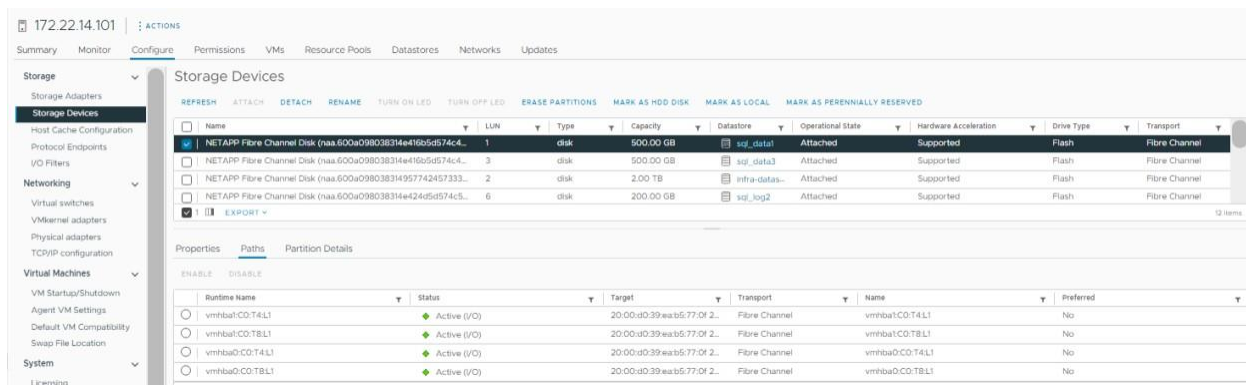 172.22.14.101 ACTIONS
Summary Monitor Configure Permissions VMs Resource Pools Datastores Networks Updates
Storage
Storage Adapters
Storage Devices
Host Cache Configuration
Protocol Endpoints
I/O Filters
Networking
Virtual switches
VMkernel adapters
Physical adapters
TCP/IP configuration
Virtual Machines
VM Startup/Shutdown
Agent VM Settings
Default VM Compatibility
Swap File Location
System
Licensing
Storage Devices
REFRESH ATTACH DETACH RENAME TURN ON LED TURN OFF LED ERASE PARTITIONS MARK AS HDD DISK MARK AS LOCAL MARK AS PERENNIALLY RESERVED
Name LUN Type Capacity Datastore Operational State Hardware Acceleration Drive Type Transport
NETAPP Fibre Channel Disk (naa.600a098038314e416b5d574c4... 1 disk 500.00 GB sql_data1 Attached Supported Flash Fibre Channel
NETAPP Fibre Channel Disk (naa.600a098038314e416b5d574c4... 3 disk 500.00 GB sql_data3 Attached Supported Flash Fibre Channel
NETAPP Fibre Channel Disk (naa.600a0980383149577424573​33... 2 disk 2.00 TB infra-datas... Attached Supported Flash Fibre Channel
NETAPP Fibre Channel Disk (naa.600a098038314e424d5d574c5... 6 disk 200.00 GB sql_log2 Attached Supported Flash Fibre Channel
1 EXPORT 12 items
Properties Paths Partition Details
ENABLE DISABLE
Runtime Name Status Target Transport Name Preferred
vmhba1:C0:T4:L1 Active (I/O) 20:00:d0:39:ea:b5:77:0f 2... Fibre Channel vmhba1:C0:T4:L1 No
vmhba1:C0:T8:L1 Active (I/O) 20:00:d0:39:ea:b5:77:0f 2... Fibre Channel vmhba1:C0:T8:L1 No
vmhba0:C0:T4:L1 Active (I/O) 20:00:d0:39:ea:b5:77:0f 2... Fibre Channel vmhba0:C0:T4:L1 No
vmhba0:C0:T8:L1 Active (I/O) 20:00:d0:39:ea:b5:77:0f 2... Fibre Channel vmhba0:C0:T8:L1 No